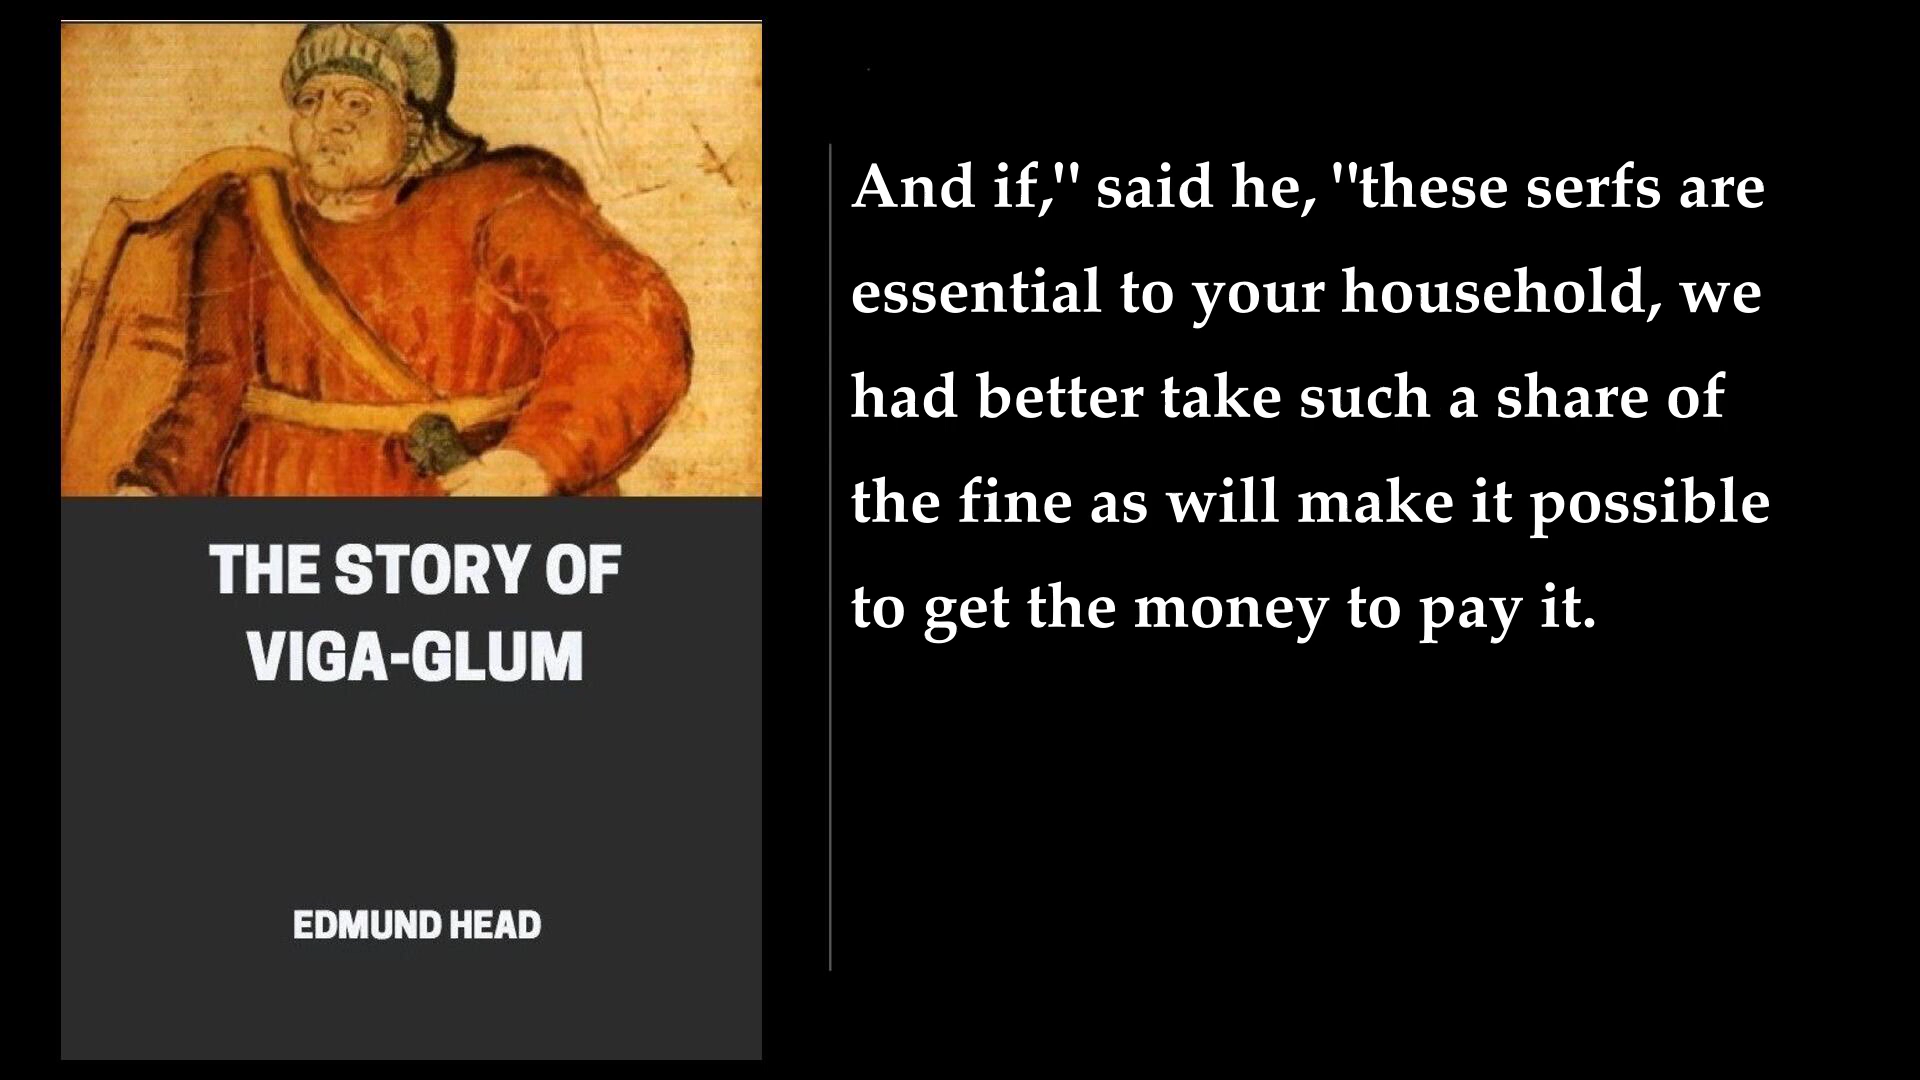 THE STORY OF
VIGA-GLUM
EDMUND HEAD
And if," said he, "these serfs are
essential to your household, we
had better take such a share of
the fine as will make it possible
to get the money to pay it.